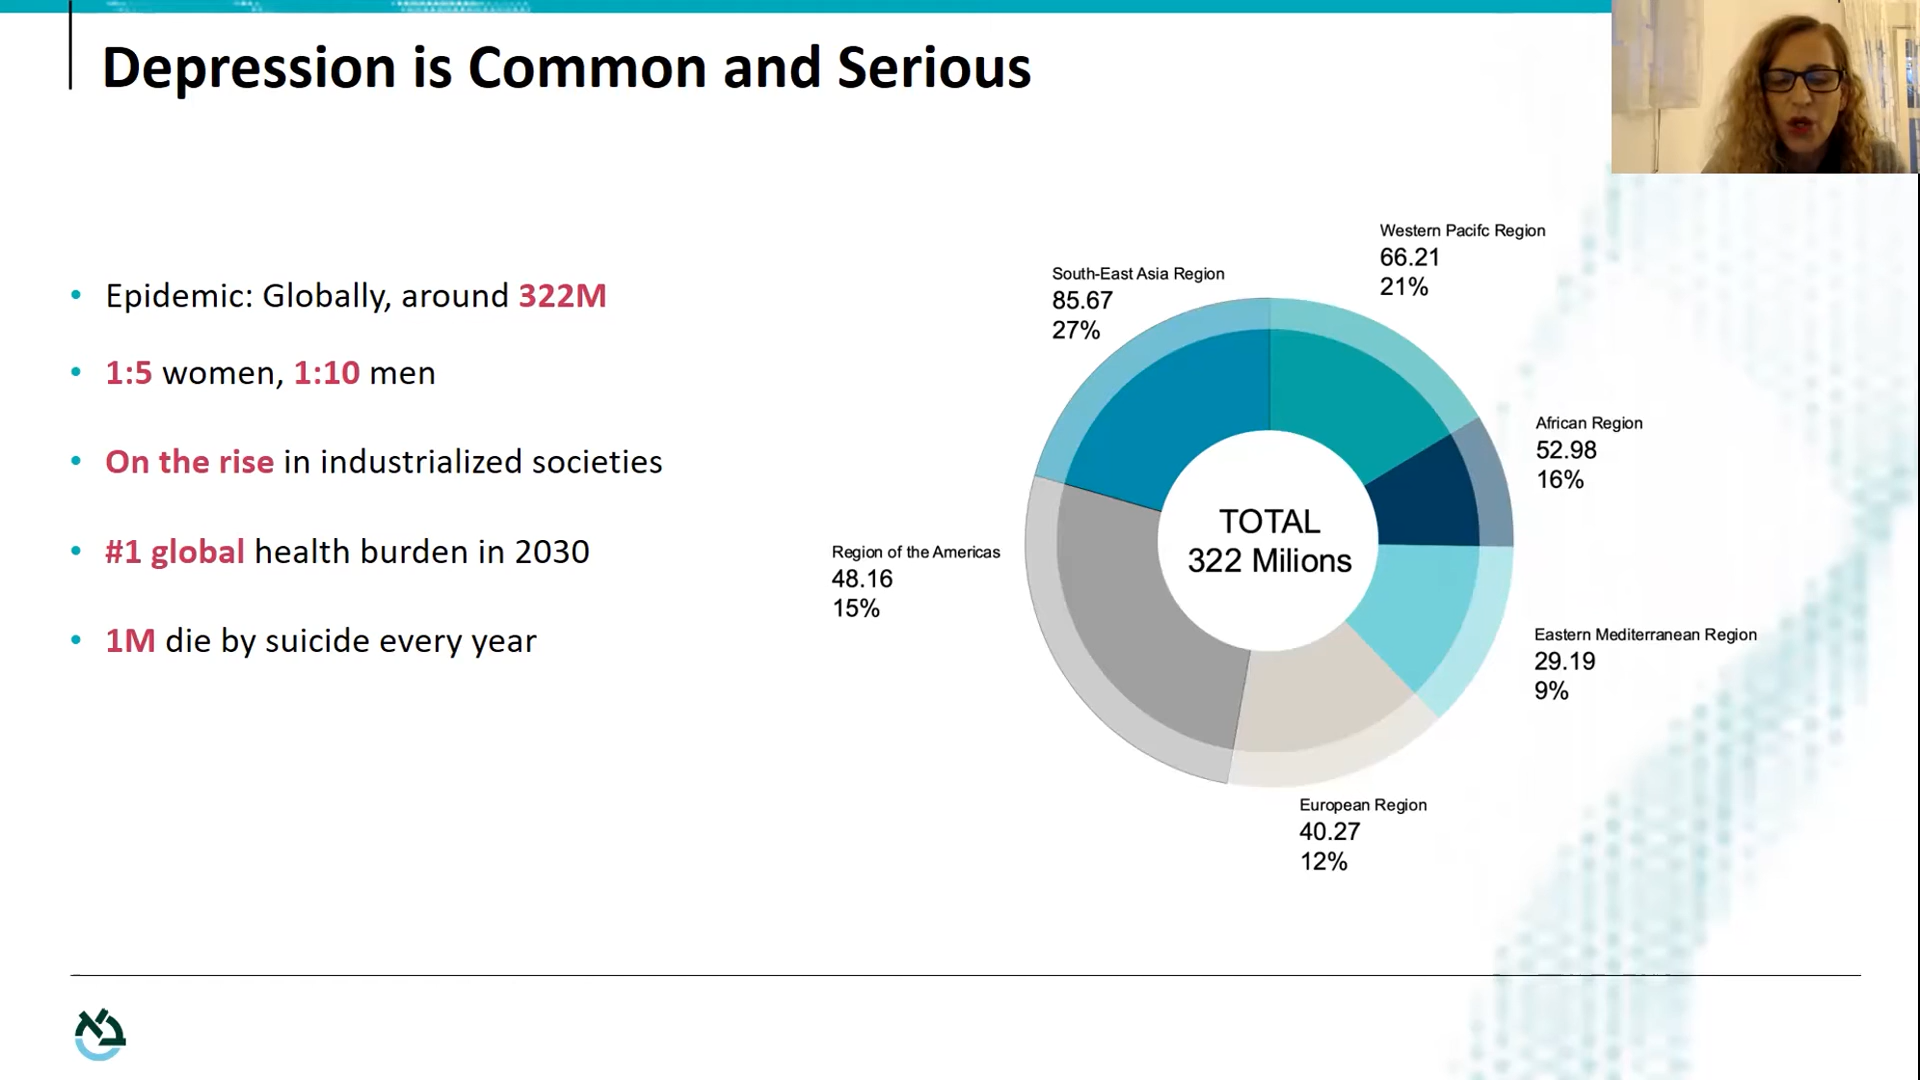 Depression is Common and Serious
• Epidemic: Globally, around 322M
• 1:5 women, 1:10 men
• On the rise in industrialized societies
• #1 global health burden in 2030
• 1M die by suicide every year
Western Pacifc Region
66.21
21%
South-East Asia Region
85.67
27%
African Region
52.98
16%
TOTAL
322 Milions
Region of the Americas
48.16
15%
Eastern Mediterranean Region
29.19
9%
European Region
40.27
12%